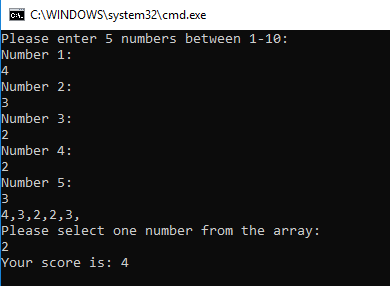 C:\WINDOWS\system32\cmd.exe
Please enter 5 numbers between 1-10:
Number 1:
4
Number 2:
3
Number 3:
2
Number 4:
2
Number 5:
3
4,3,2,2,3,
Please select one number from the array:
2
Your score is: 4